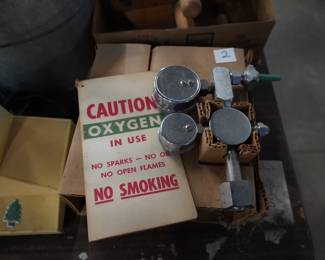 2
CAUTION
OXYGEN
IN USE
NO SPARKS — NO
NO OPEN FLAMES
NO SMOKING